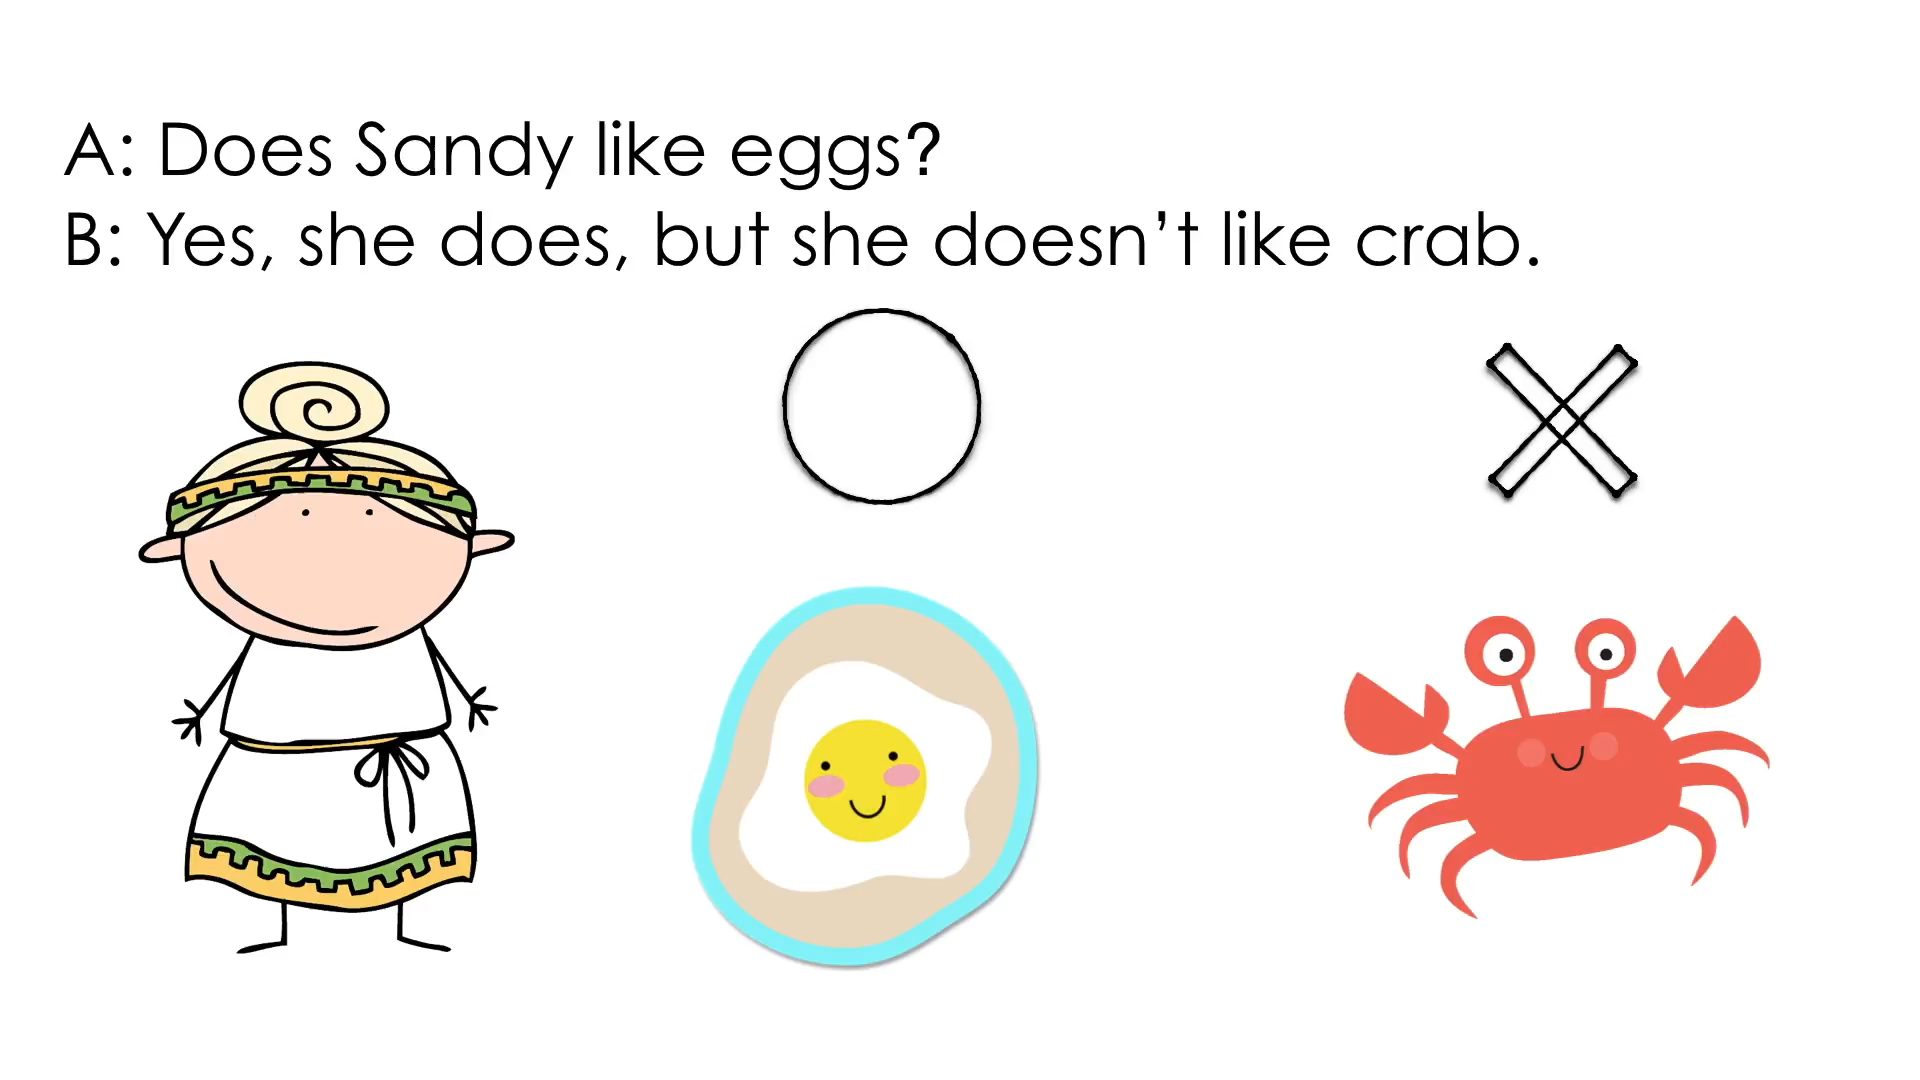 A: Does Sandy like eggs?
B: Yes, she does, but she doesn’t like crab.